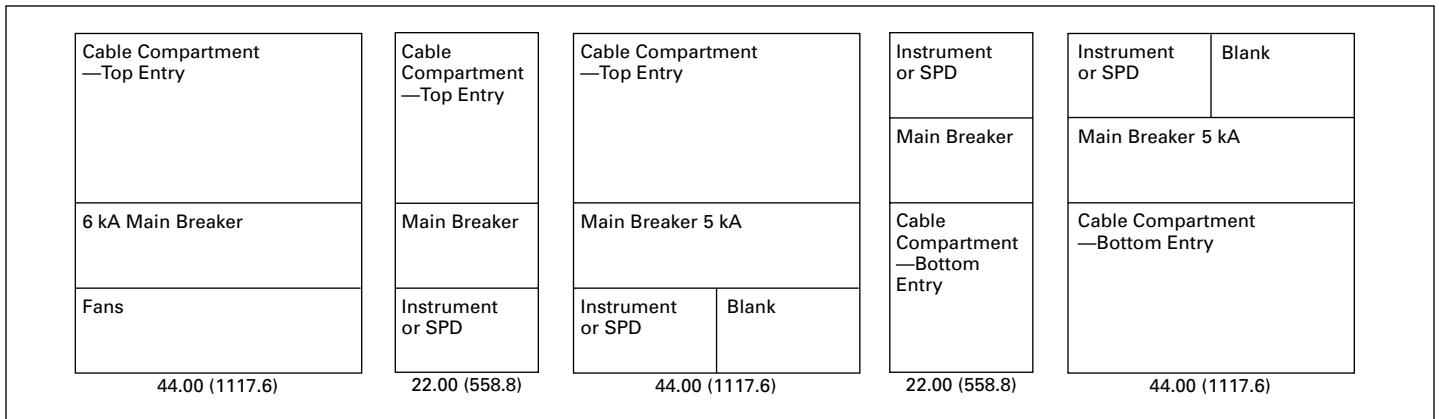 Cable Compartment
—Top Entry
6 kA Main Breaker
Fans
44.00 (1117.6)
Cable
Compartment
—Top Entry
Main Breaker
Instrument
or SPD
22.00 (558.8)
Cable Compartment
—Top Entry
Main Breaker 5 kA
Instrument
or SPD
Blank
44.00 (1117.6)
Instrument
or SPD
Main Breaker
Cable
Compartment
—Bottom
Entry
22.00 (558.8)
Instrument
or SPD
Blank
Main Breaker 5 kA
Cable Compartment
—Bottom Entry
44.00 (1117.6)